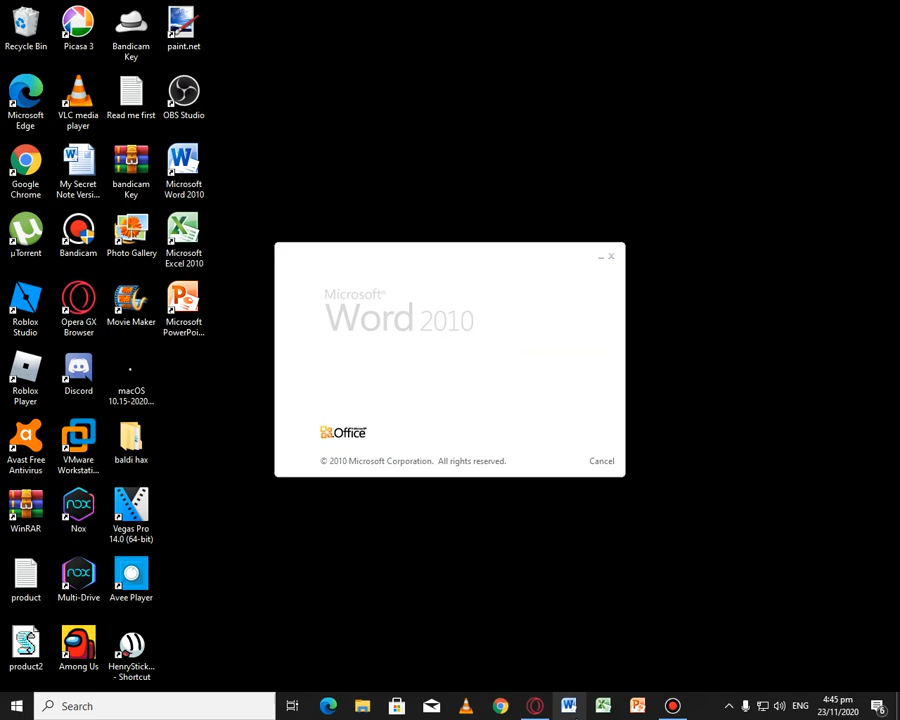 Recycle Bin
Picasa 3
Bandicam
Key
paint.net
Microsoft
Edge
VLC media
player
Read me first
OBS Studio
Google
Chrome
My Secret
Note Versi...
bandicam
Key
Microsoft
Word 2010
µTorrent
Bandicam
Photo Gallery
Microsoft
Excel 2010
Roblox
Studio
Opera GX
Browser
Movie Maker
Microsoft
PowerPoi...
Roblox
Player
Discord
macOS
10.15-2020...
Avast Free
Antivirus
VMware
Workstati...
baldi hax
WinRAR
Nox
Vegas Pro
14.0 (64-bit)
product
Multi-Drive
Avee Player
product2
Among Us
HenryStick...
- Shortcut
Microsoft®
Word 2010
Microsoft
Office
© 2010 Microsoft Corporation. All rights reserved.
Cancel
Search
ENG
4:45 pm
23/11/2020
6